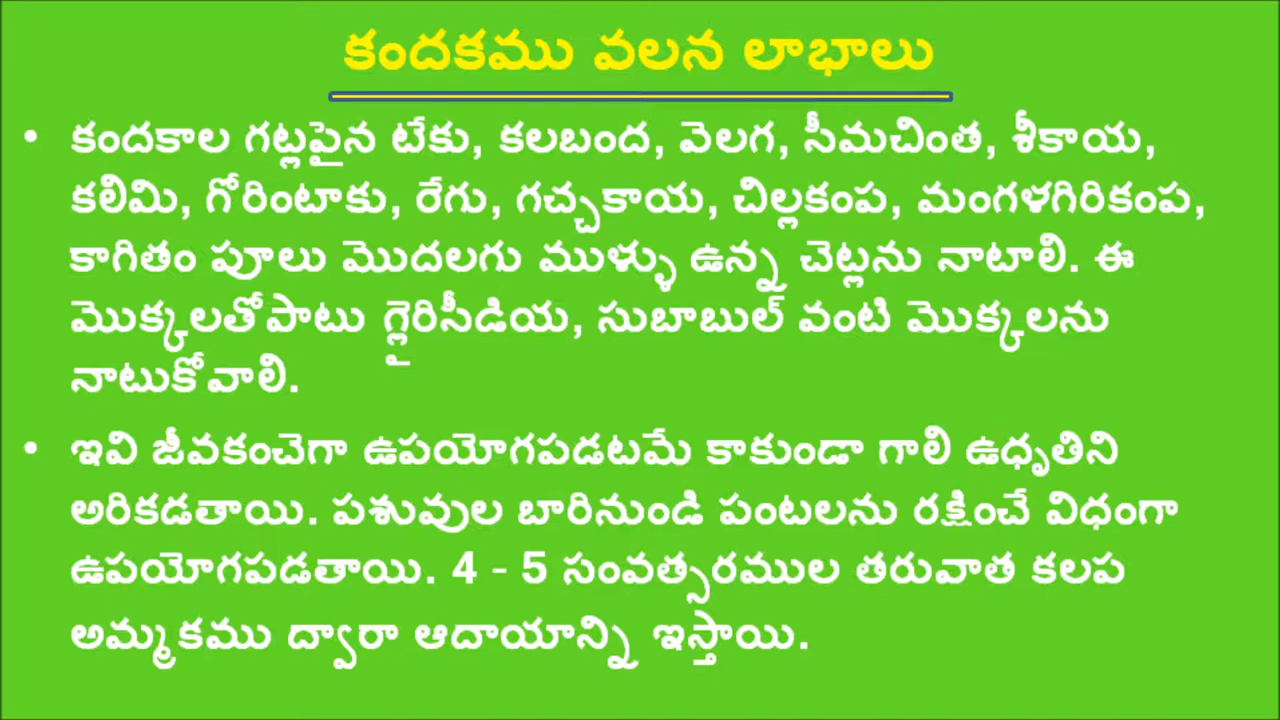 కందకము వలన లాభాలు
• కందకాల గట్లపైన టేకు, కలబంద, వెలగ, సీమచింత, శీకాయ,
కలిమి, గోరింటాకు, రేగు, గచ్చకాయ, చిల్లకంప, మంగళగిరికంప,
కాగితం పూలు మొదలగు ముళ్ళు ఉన్న చెట్లను నాటాలి. ఈ
మొక్కలతోపాటు గ్లైరిసీడియ, సుబాబుల్ వంటి మొక్కలను
నాటుకోవాలి.
• ఇవి జీవకంచెగా ఉపయోగపడటమే కాకుండా గాలి ఉధృతిని
అరికడతాయి. పశువుల బారినుండి పంటలను రక్షించే విధంగా
ఉపయోగపడతాయి. 4 - 5 సంవత్సరముల తరువాత కలప
అమ్మకము ద్వారా ఆదాయాన్ని ఇస్తాయి.